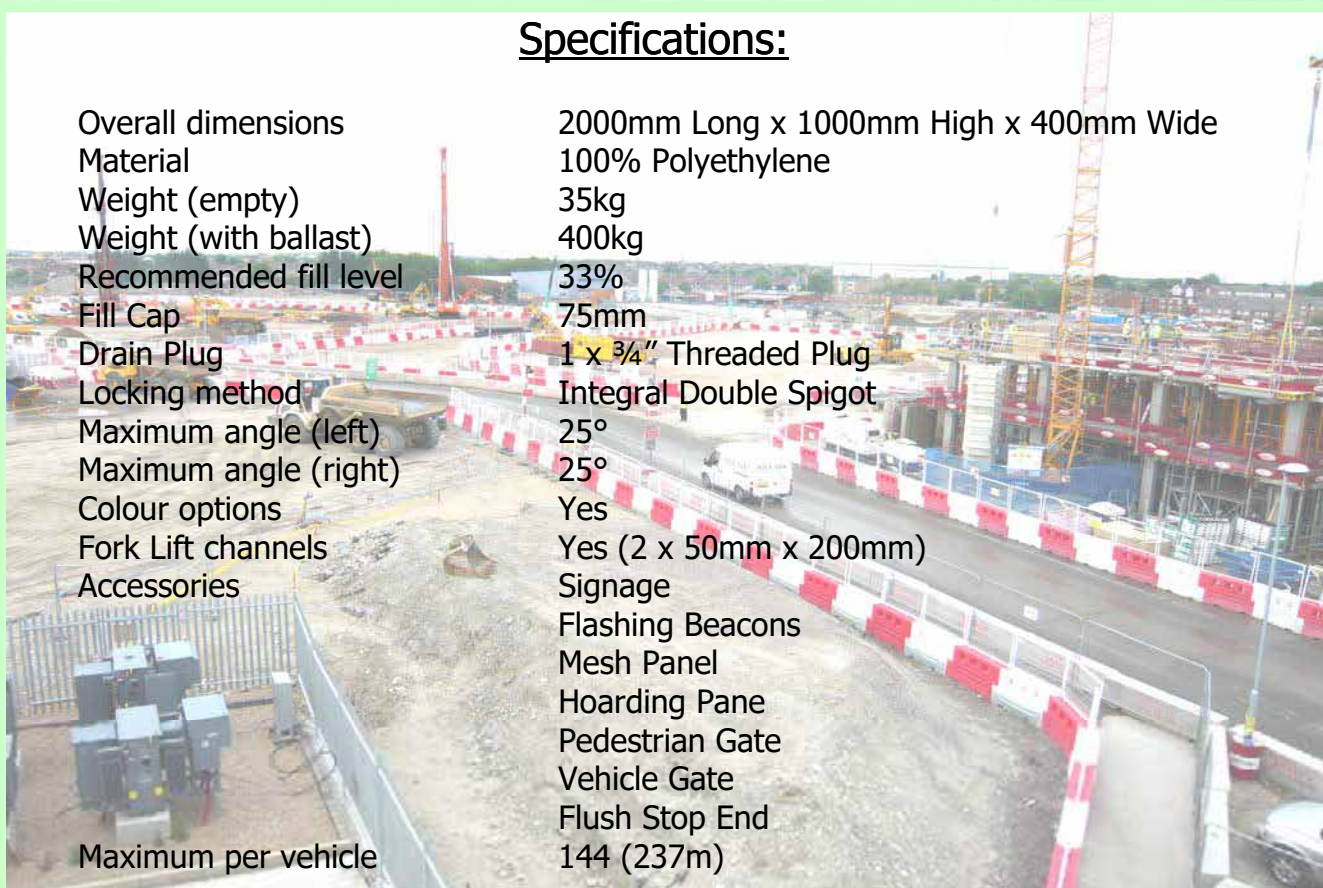 Specifications:
Overall dimensions 2000mm Long x 1000mm High x 400mm Wide
Material 100% Polyethylene
Weight (empty) 35kg
Weight (with ballast) 400kg
Recommended fill level 33%
Fill Cap 75mm
Drain Plug 1 x ¾″ Threaded Plug
Locking method Integral Double Spigot
Maximum angle (left) 25°
Maximum angle (right) 25°
Colour options Yes
Fork Lift channels Yes (2 x 50mm x 200mm)
Accessories Signage
Flashing Beacons
Mesh Panel
Hoarding Pane
Pedestrian Gate
Vehicle Gate
Flush Stop End
Maximum per vehicle 144 (237m)